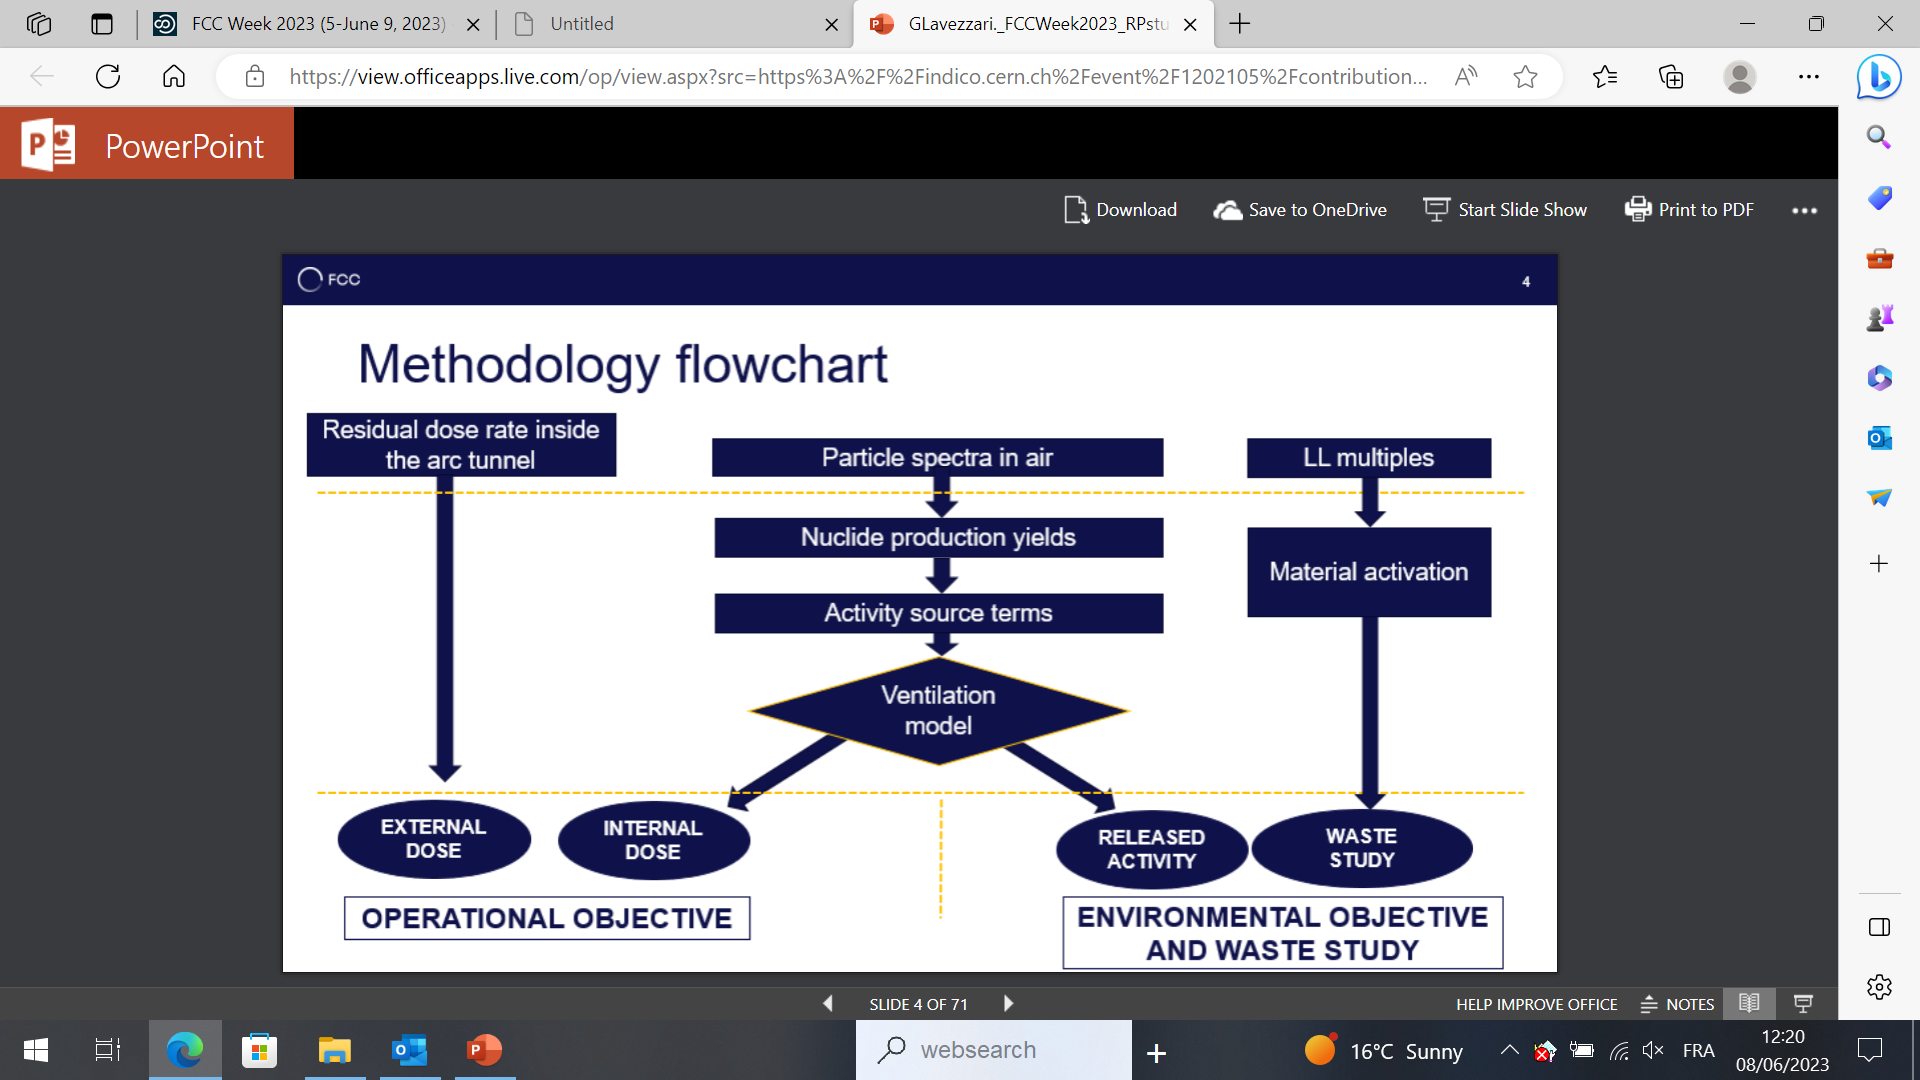 FCC Week 2023 (5-June 9, 2023)
Untitled
GLavezzari._FCCWeek2023_RPstu
https://view.officeapps.live.com/op/view.aspx?src=https%3A%2F%2Findico.cern.ch%2Fevent%2F1202105%2Fcontribution...
PowerPoint
Download
Save to OneDrive
Start Slide Show
Print to PDF
FCC
4
Methodology flowchart
Residual dose rate inside
the arc tunnel
Particle spectra in air
LL multiples
Nuclide production yields
Material activation
Activity source terms
Ventilation
model
EXTERNAL
DOSE
INTERNAL
DOSE
RELEASED
ACTIVITY
WASTE
STUDY
OPERATIONAL OBJECTIVE
ENVIRONMENTAL OBJECTIVE
AND WASTE STUDY
SLIDE 4 OF 71
HELP IMPROVE OFFICE
NOTES
websearch
16°C Sunny
FRA
12:20
08/06/2023